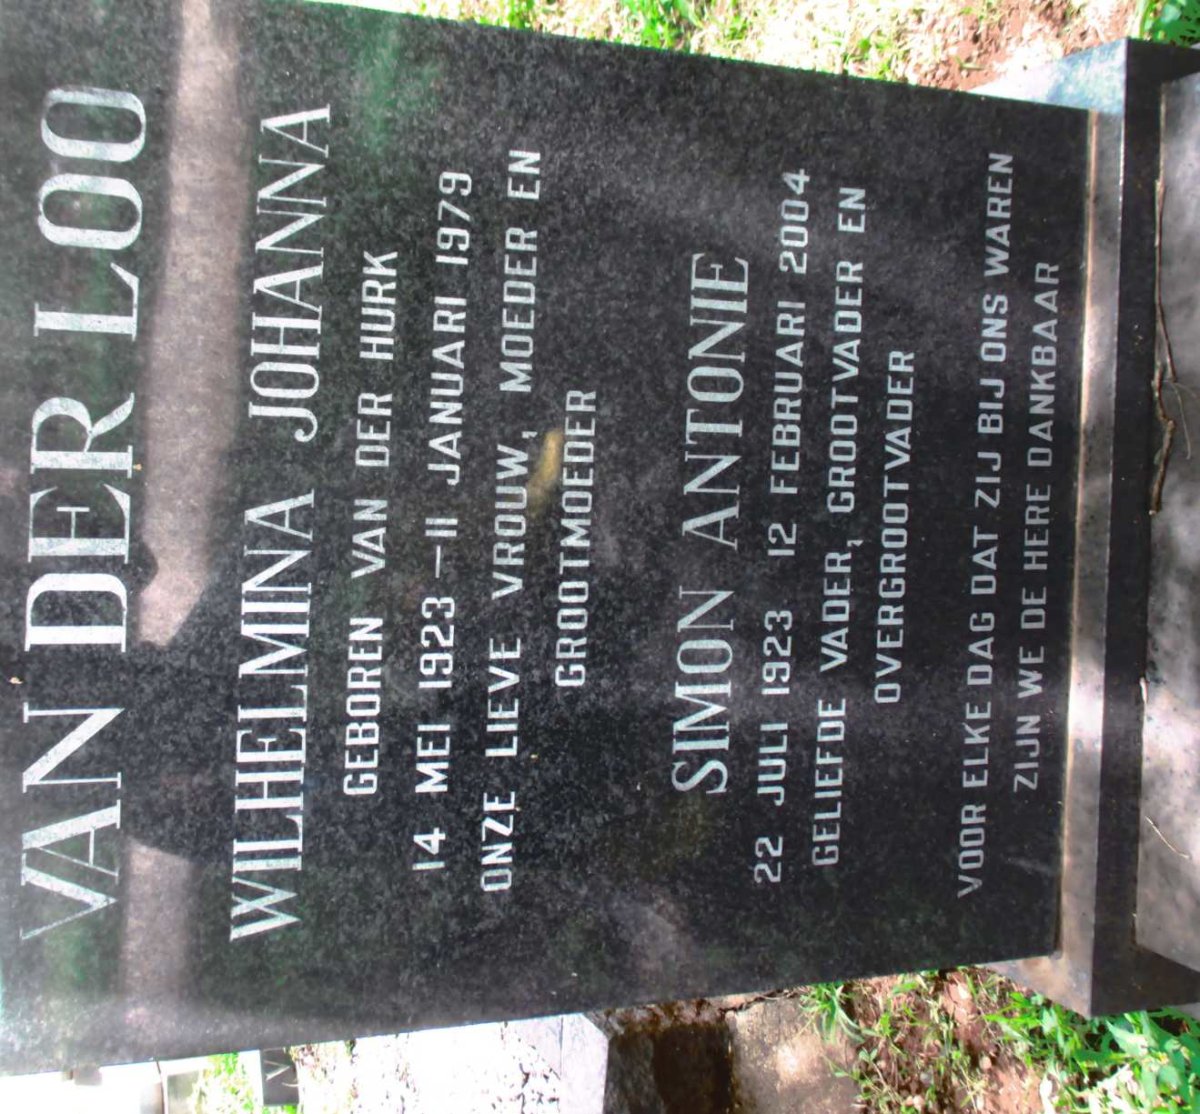 VAN DER LOO
WILHELMINA JOHANNA
GEBOREN VAN DER HURK
14 MEI 1923 – 11 JANUARI 1979
ONZE LIEVE VROUW, MOEDER EN
GROOTMOEDER
SIMON ANTONIE
22 JULI 1923 12 FEBRUARI 2004
GELIEFDE VADER, GROOTVADER EN
OVERGROOTVADER
VOOR ELKE DAG DAT ZIJ BIJ ONS WAREN
ZIJN WE DE HERE DANKBAAR